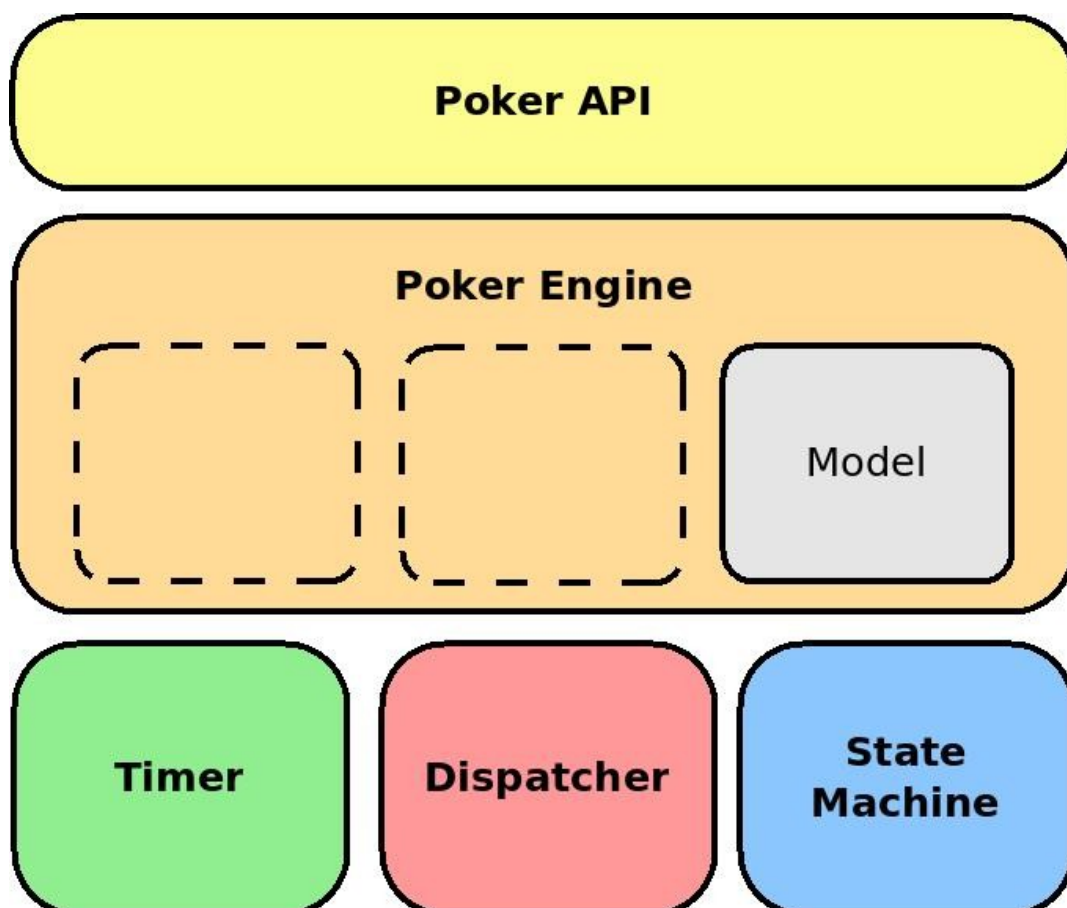 Poker API
Poker Engine
Model
Timer
Dispatcher
State
Machine